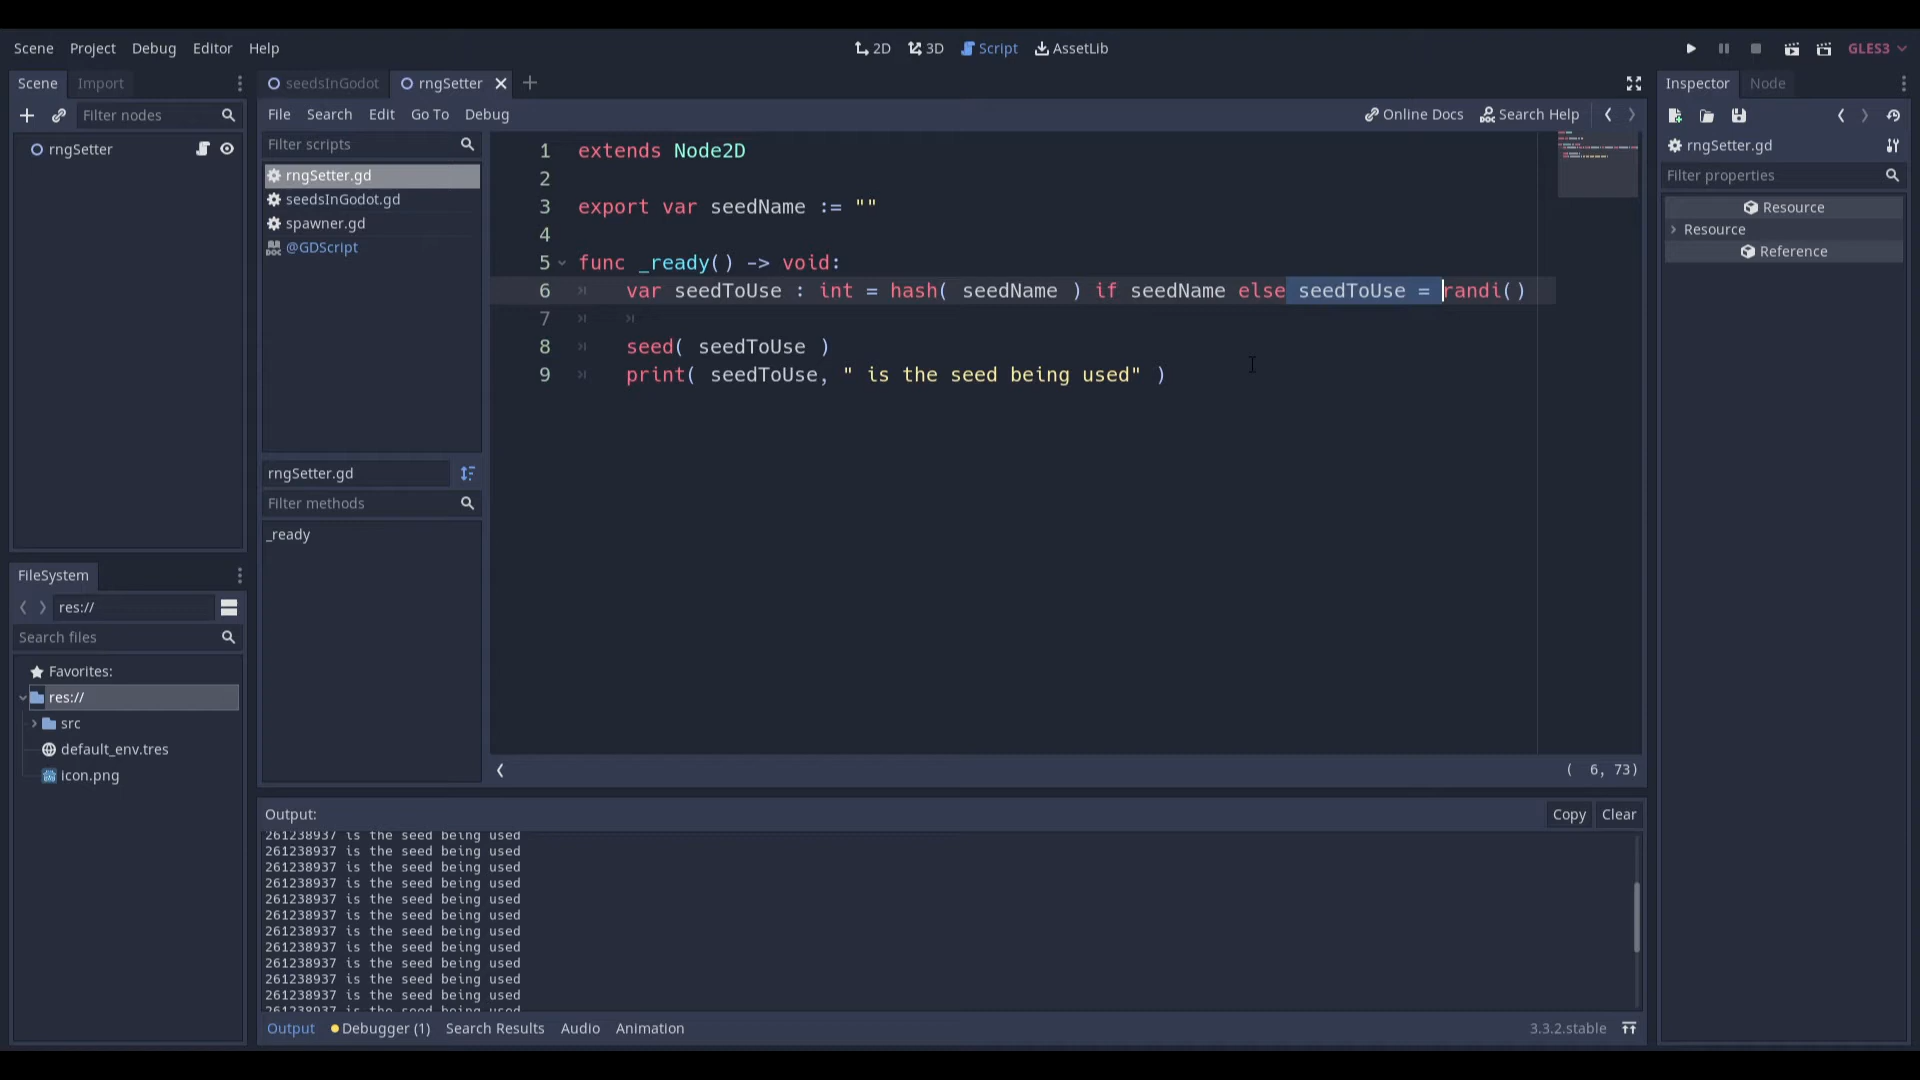 Scene Project Debug Editor Help
2D 3D Script AssetLib
GLES3
Scene Import
Filter nodes
rngSetter
FileSystem
res://
Search files
Favorites:
res://
src
default_env.tres
icon.png
seedsInGodot rngSetter
File Search Edit Go To Debug
Online Docs Search Help
Filter scripts
rngSetter.gd
seedsInGodot.gd
spawner.gd
@GDScript
rngSetter.gd
Filter methods
_ready
1 extends Node2D
2
3 export var seedName := ""
4
5 func _ready() -> void:
6 var seedToUse : int = hash( seedName ) if seedName else seedToUse = randi()
7
8 seed( seedToUse )
9 print( seedToUse, " is the seed being used" )
( 6, 73)
Output:
Copy Clear
261238937 is the seed being used
261238937 is the seed being used
261238937 is the seed being used
261238937 is the seed being used
261238937 is the seed being used
261238937 is the seed being used
261238937 is the seed being used
261238937 is the seed being used
261238937 is the seed being used
261238937 is the seed being used
261238937 is the seed being used
261238937 is the seed being used
Output Debugger (1) Search Results Audio Animation
3.3.2.stable
Inspector Node
rngSetter.gd
Filter properties
Resource
Resource
Reference